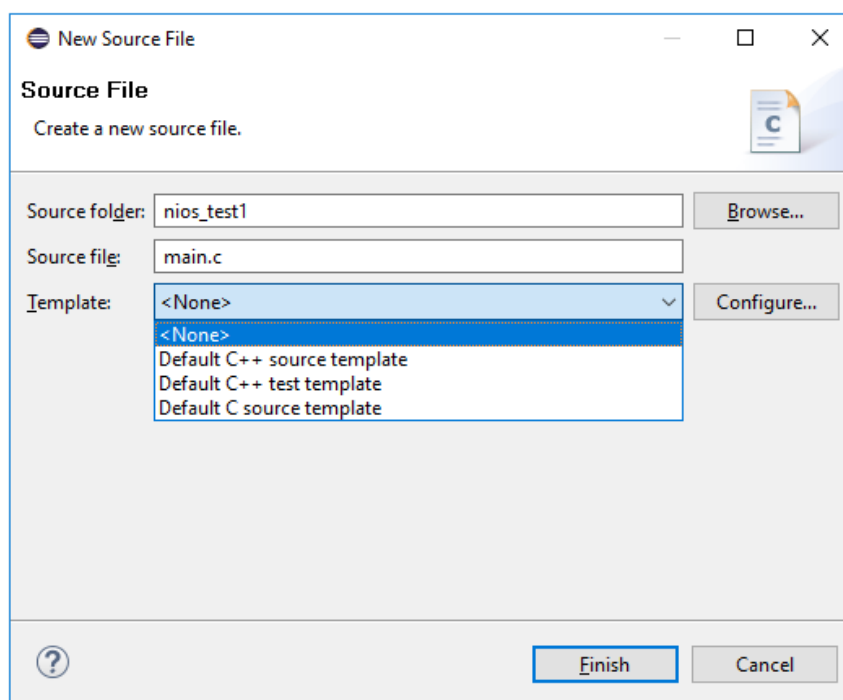 New Source File
Source File
Create a new source file.
C
Source folder: nios_test1 Browse...
Source file: main.c
Template: <None> Configure...
<None>
Default C++ source template
Default C++ test template
Default C source template
? Finish Cancel